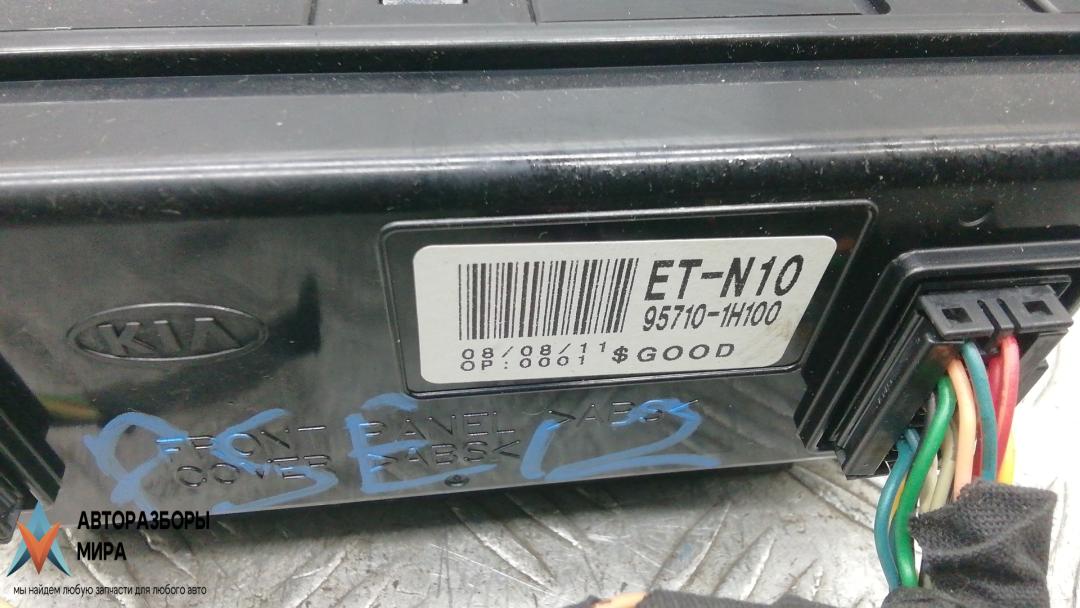 ET-N10
95710-1H100
08/08/11 $GOOD
OP:0001
KIA
FRONT PANEL >ABS<
COVER >ABS<
АВТОРАЗБОРЫ
МИРА
мы найдем любую запчасти для любого авто